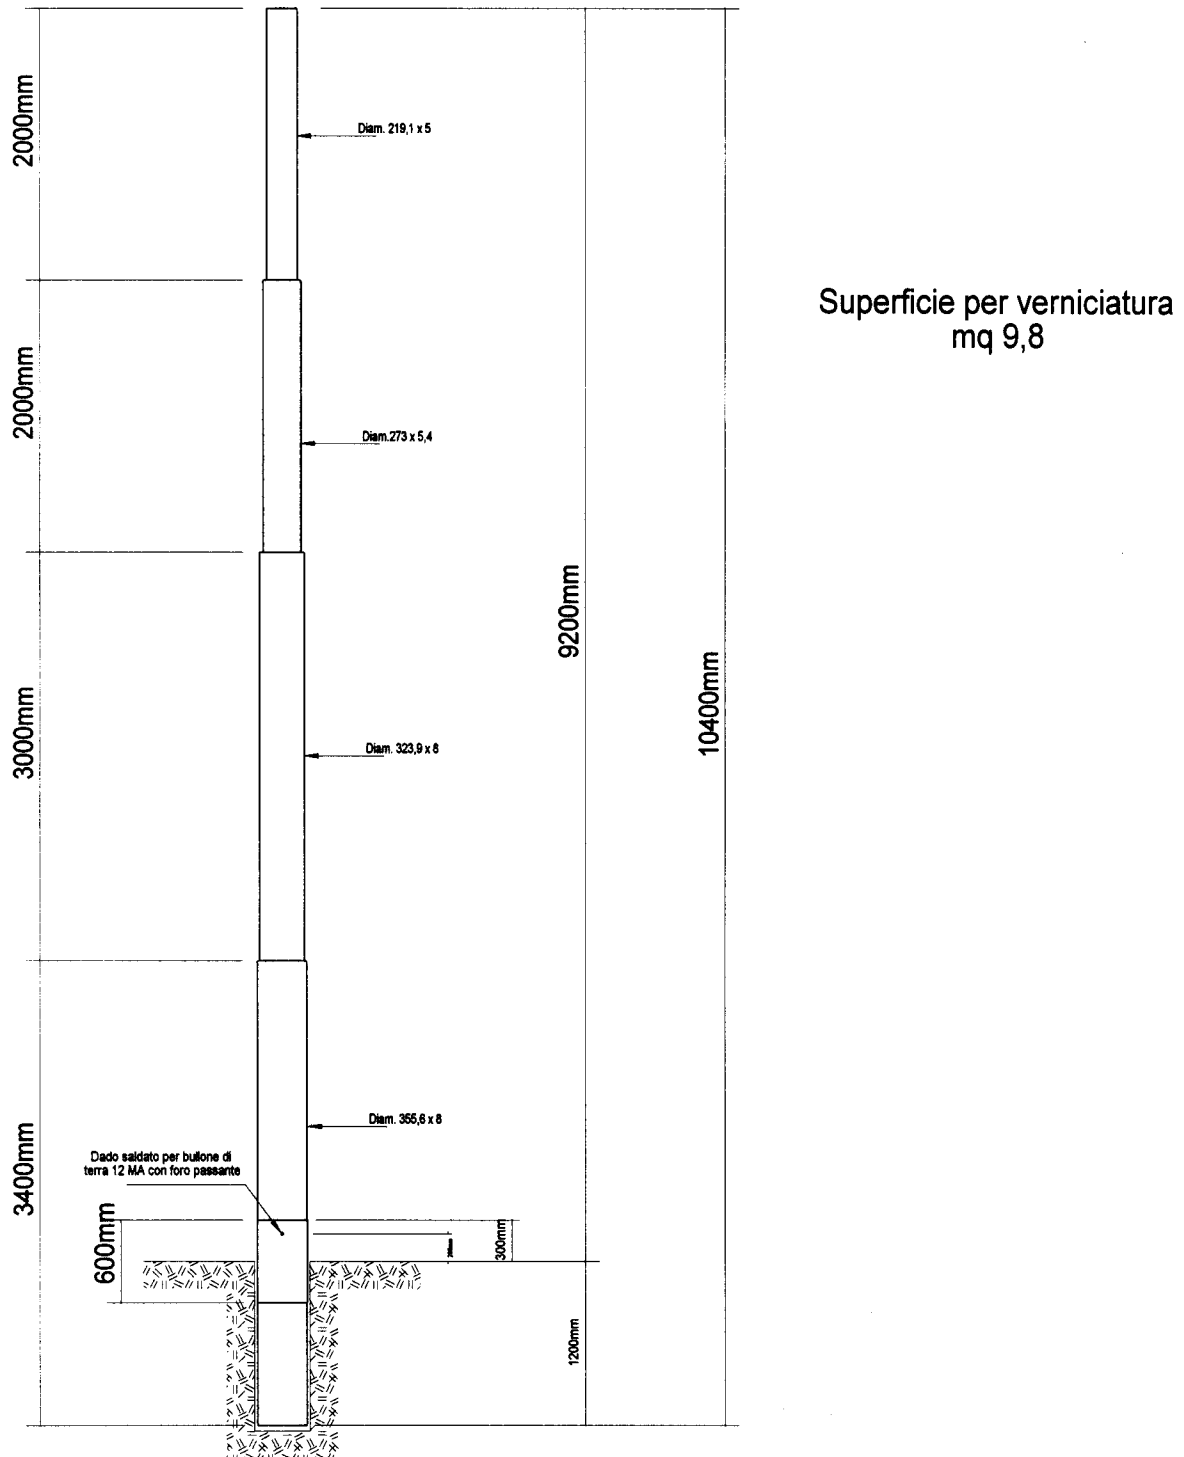 2000mm
Diam. 219,1 x 5
Superficie per verniciatura
mq 9,8
2000mm
Diam.273 x 5,4
9200mm
10400mm
3000mm
Diam. 323,9 x 8
3400mm
Diam. 355,6 x 8
Dado saldato per bullone di
terra 12 MA con foro passante
600mm
300mm
1200mm